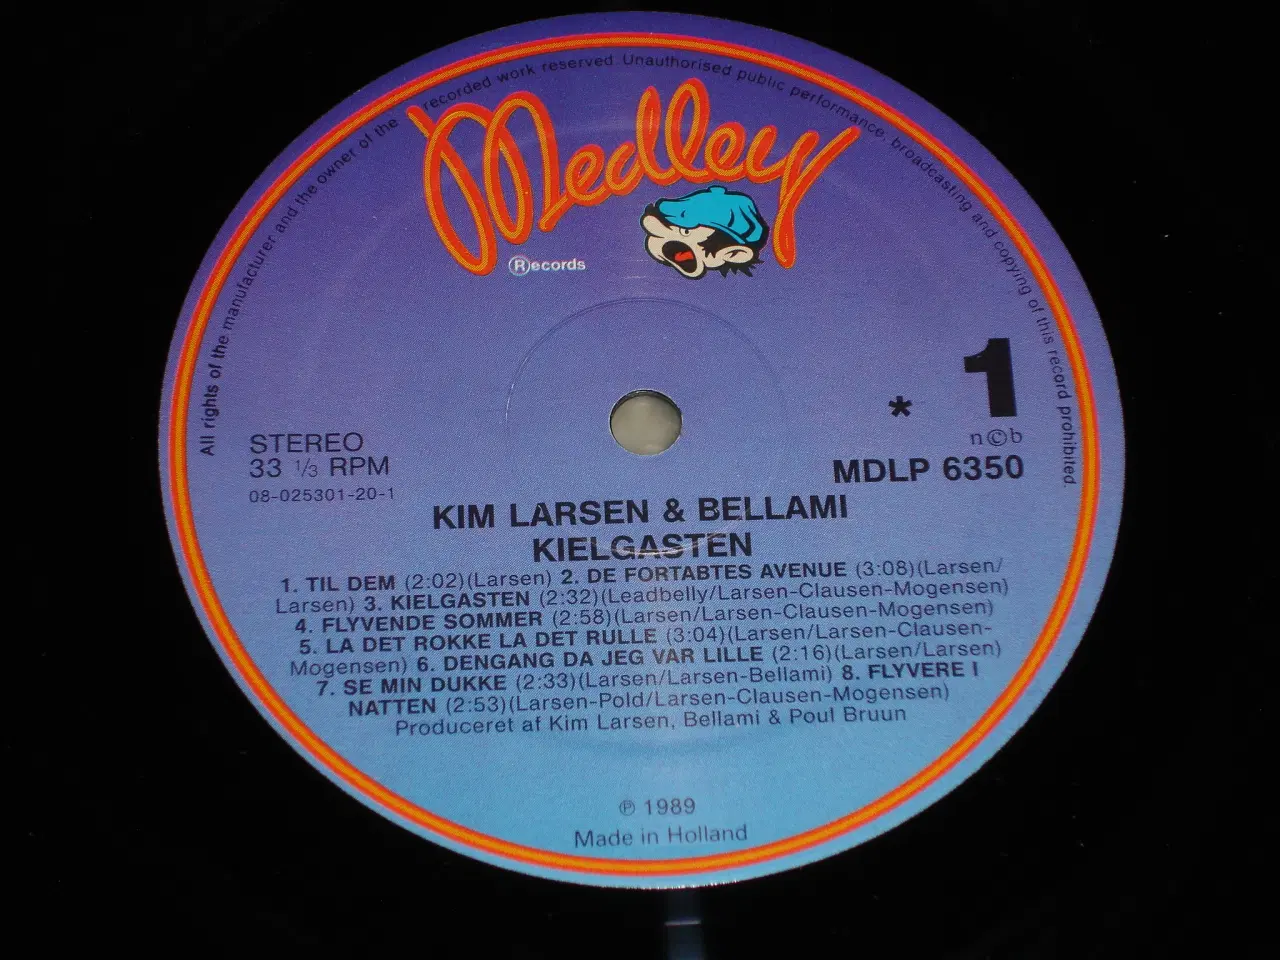 All rights of the manufacturer and the owner of the recorded work reserved Unauthorised public performance, broadcasting and copying of this record prohibited.
Medley
Records
1
*
n©b
STEREO
33 1/3 RPM
MDLP 6350
08-025301-20-1
KIM LARSEN & BELLAMI
KIELGASTEN
1. TIL DEM (2:02)(Larsen) 2. DE FORTABTES AVENUE (3:08)(Larsen/
Larsen) 3. KIELGASTEN (2:32)(Leadbelly/Larsen-Clausen-Mogensen)
4. FLYVENDE SOMMER (2:58)(Larsen/Larsen-Clausen-Mogensen)
5. LA DET ROKKE LA DET RULLE (3:04)(Larsen/Larsen-Clausen-
Mogensen) 6. DENGANG DA JEG VAR LILLE (2:16)(Larsen/Larsen)
7. SE MIN DUKKE (2:33)(Larsen/Larsen-Bellami) 8. FLYVERE I
NATTEN (2:53)(Larsen-Pold/Larsen-Clausen-Mogensen)
Produceret af Kim Larsen, Bellami & Poul Bruun
℗ 1989
Made in Holland